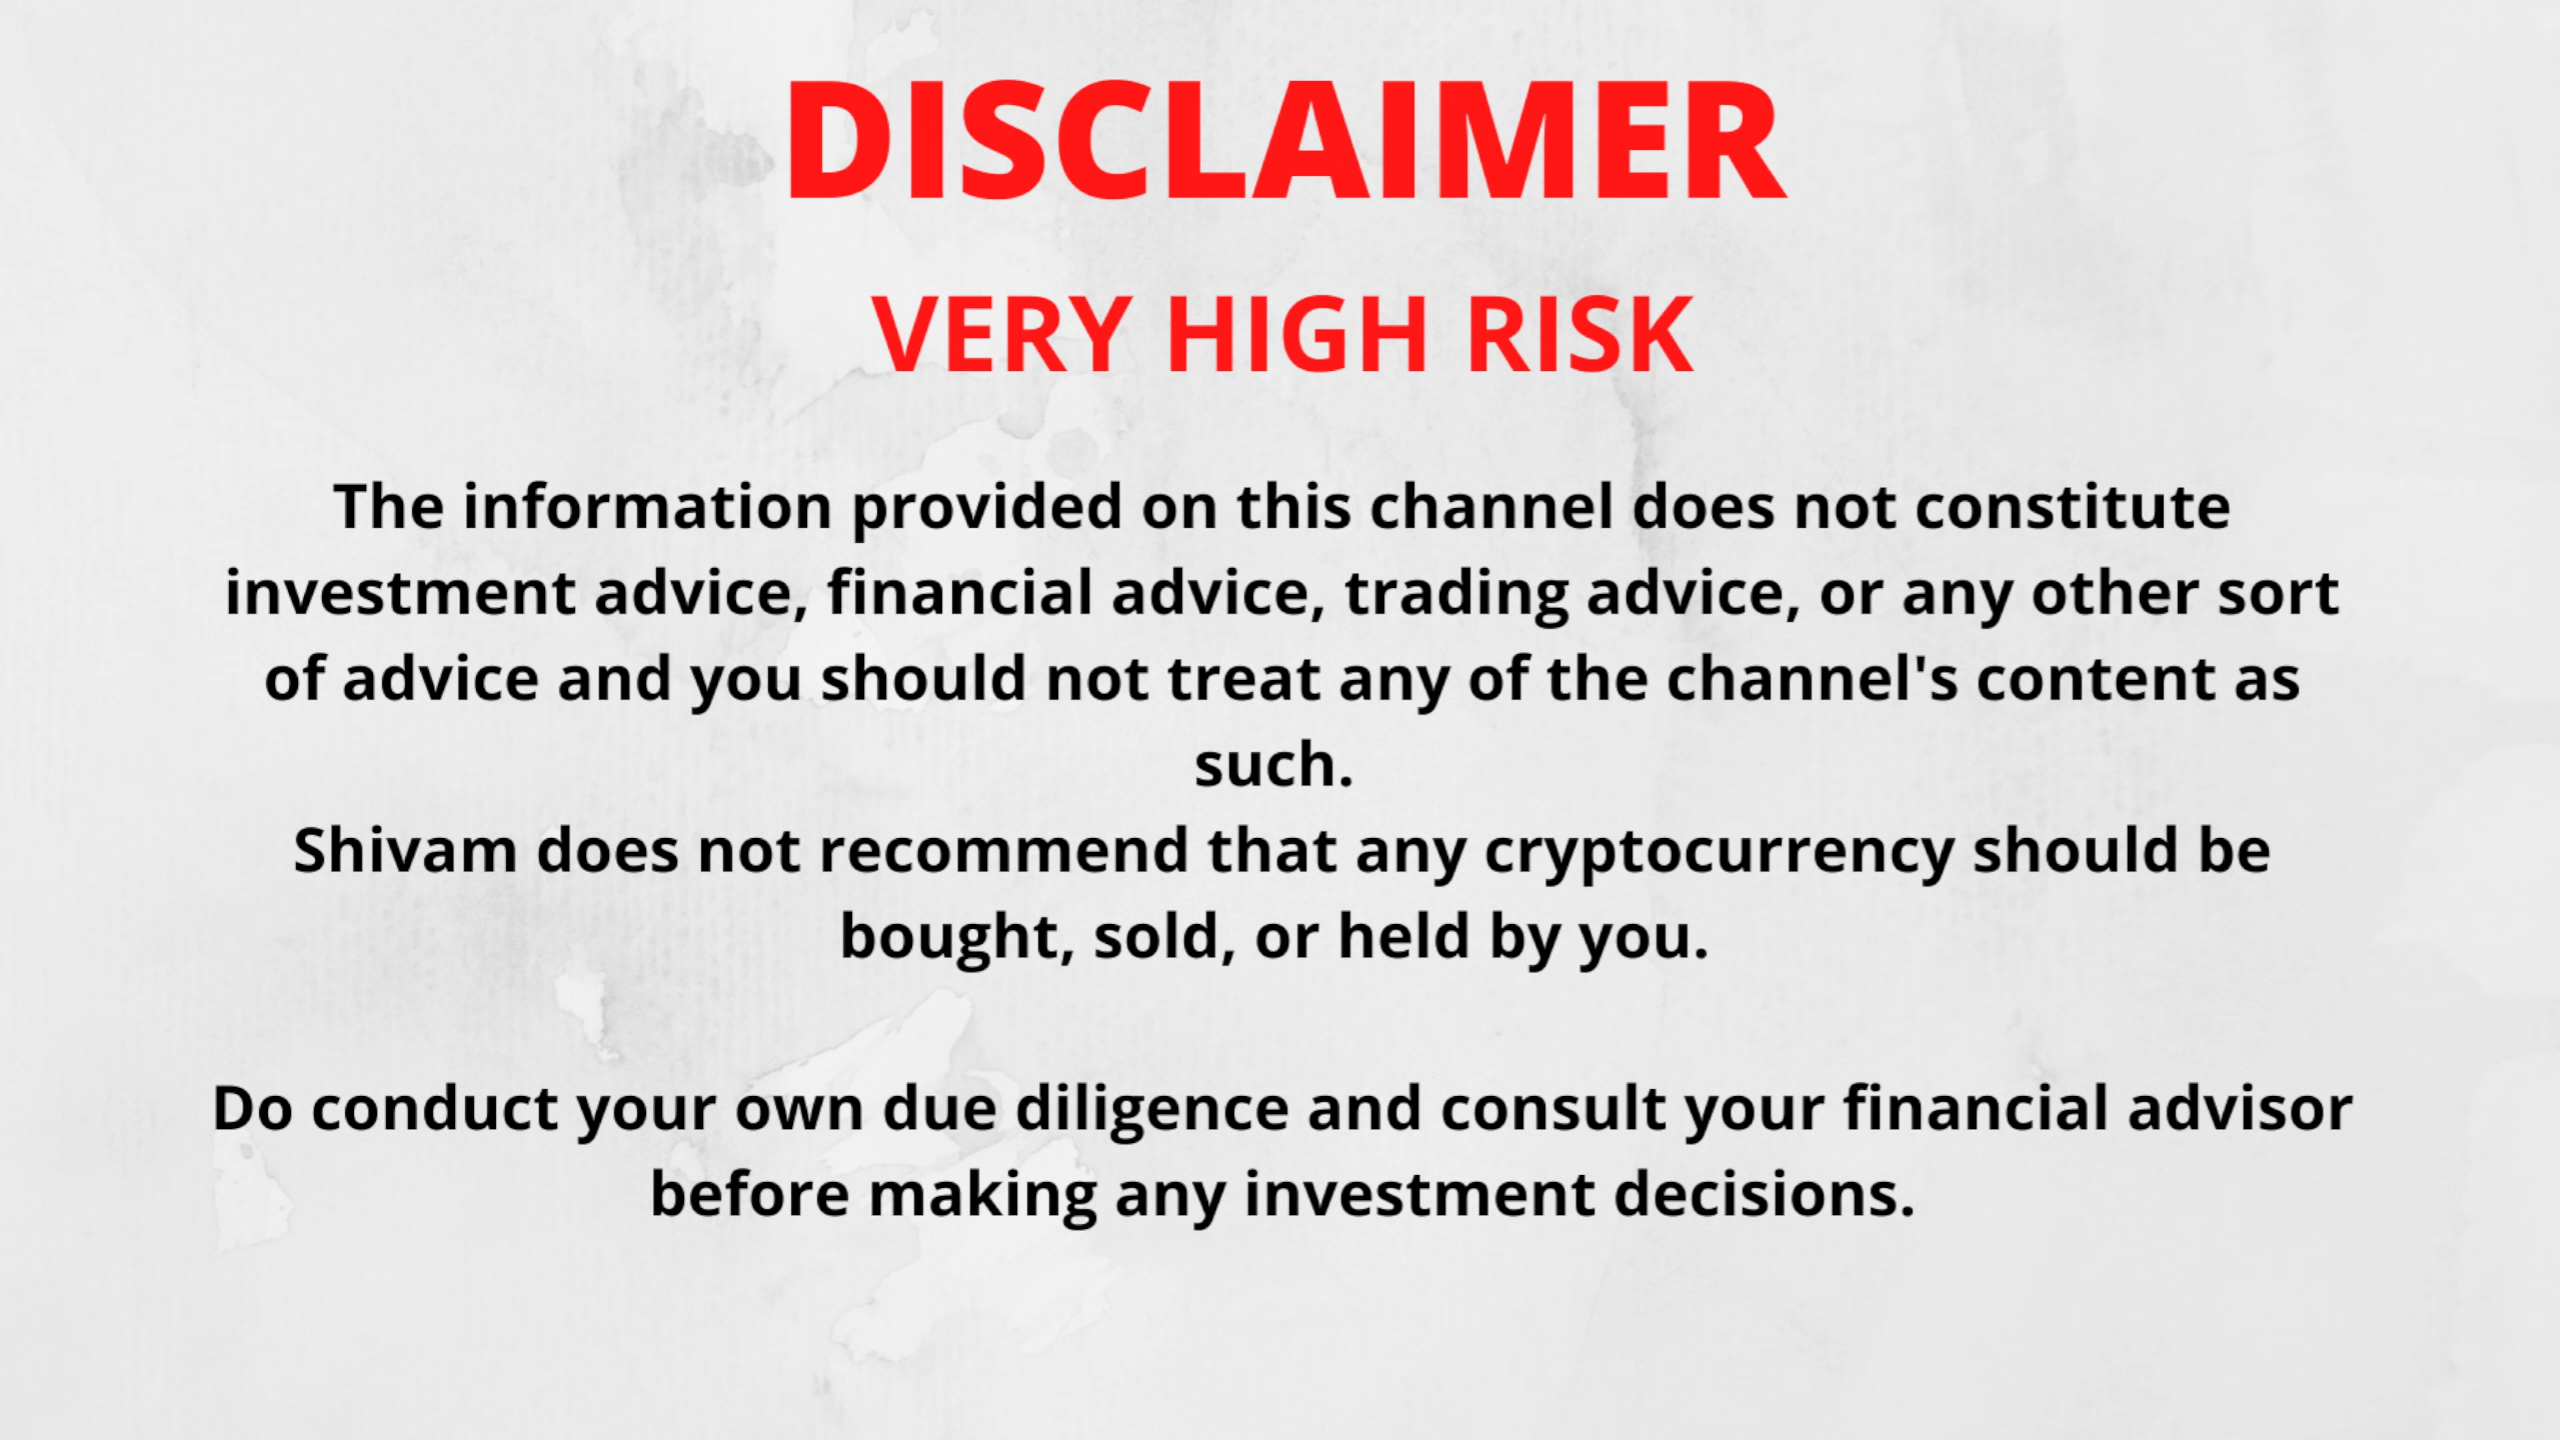 DISCLAIMER
VERY HIGH RISK
The information provided on this channel does not constitute
investment advice, financial advice, trading advice, or any other sort
of advice and you should not treat any of the channel's content as
such.
Shivam does not recommend that any cryptocurrency should be
bought, sold, or held by you.
Do conduct your own due diligence and consult your financial advisor
before making any investment decisions.